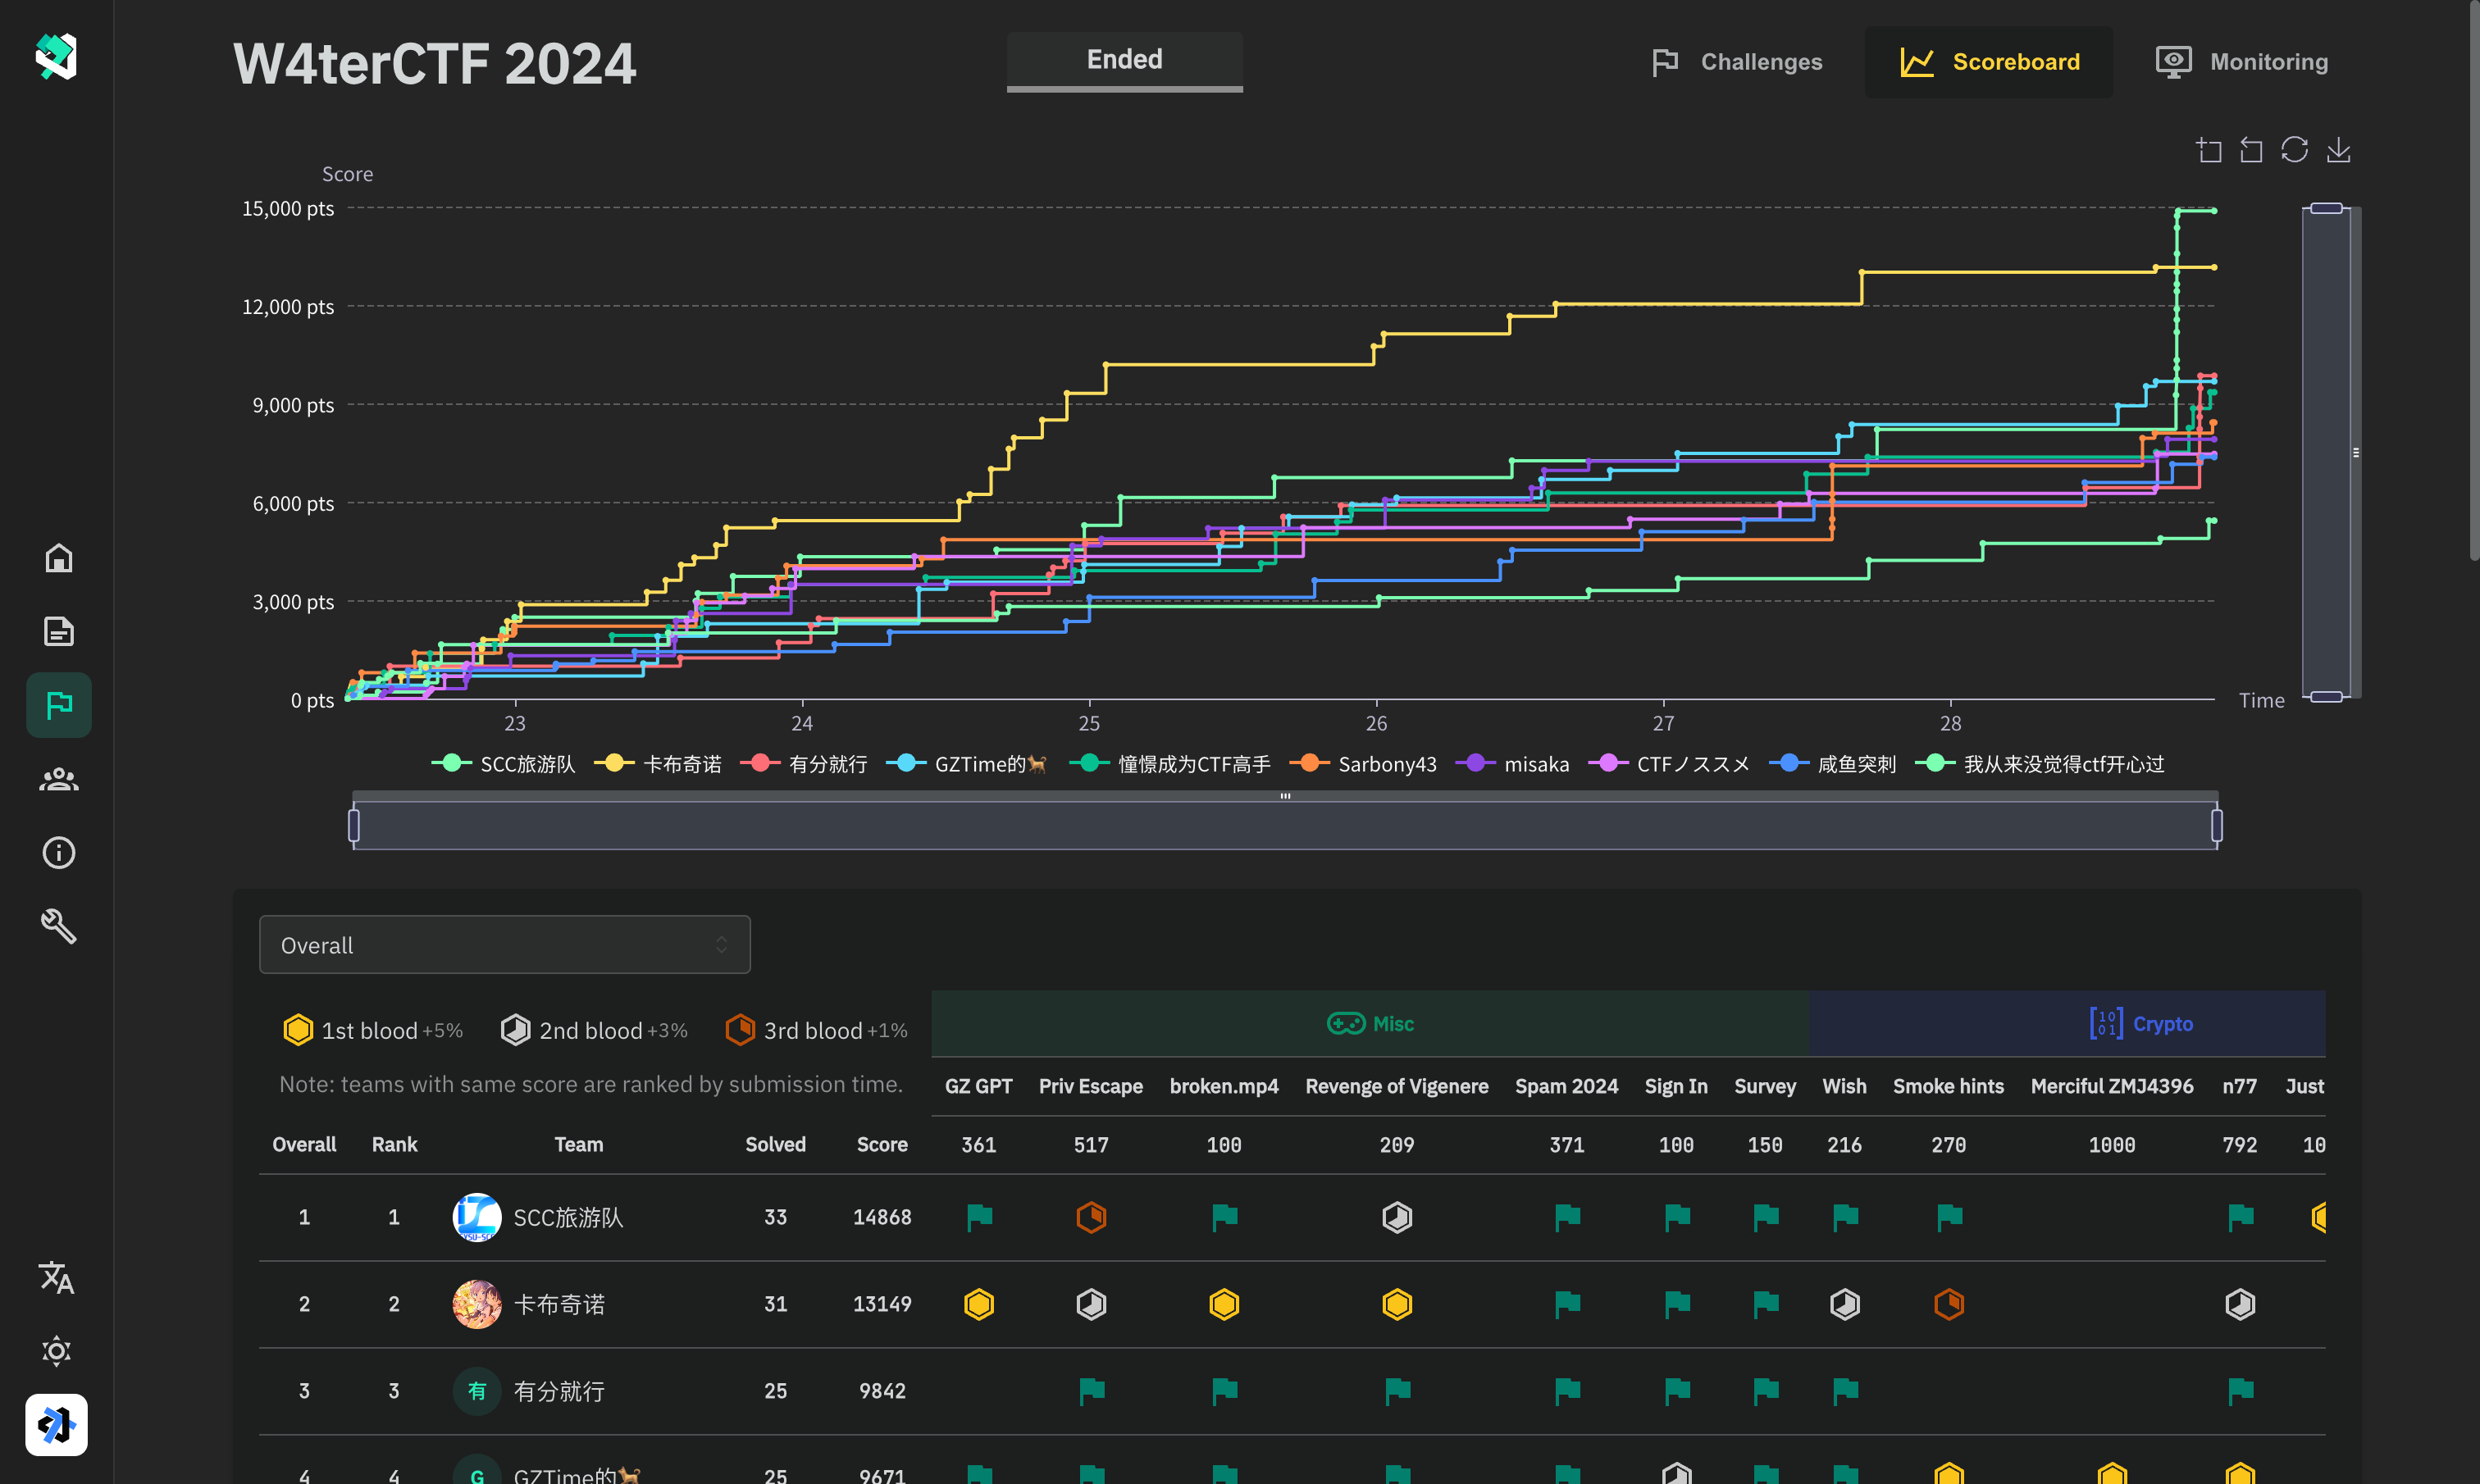 W4terCTF 2024
Ended
Challenges
Scoreboard
Monitoring
Score
15,000 pts
12,000 pts
9,000 pts
6,000 pts
3,000 pts
0 pts
23 24 25 26 27 28
Time
SCC旅游队 卡布奇诺 有分就行 GZTime的🐕 憧憬成为CTF高手 Sarbony43 misaka CTFノススメ 咸鱼突刺 我从来没觉得ctf开心过
Overall
Misc
Crypto
1st blood +5% 2nd blood +3% 3rd blood +1%
Note: teams with same score are ranked by submission time.
GZ GPT Priv Escape broken.mp4 Revenge of Vigenere Spam 2024 Sign In Survey Wish Smoke hints Merciful ZMJ4396 n77 Just
Overall Rank Team Solved Score 361 517 100 209 371 100 150 216 270 1000 792 10
1 1 SCC旅游队 33 14868
2 2 卡布奇诺 31 13149
3 3 有 有分就行 25 9842
4 4 G GZTime的🐕 25 9671